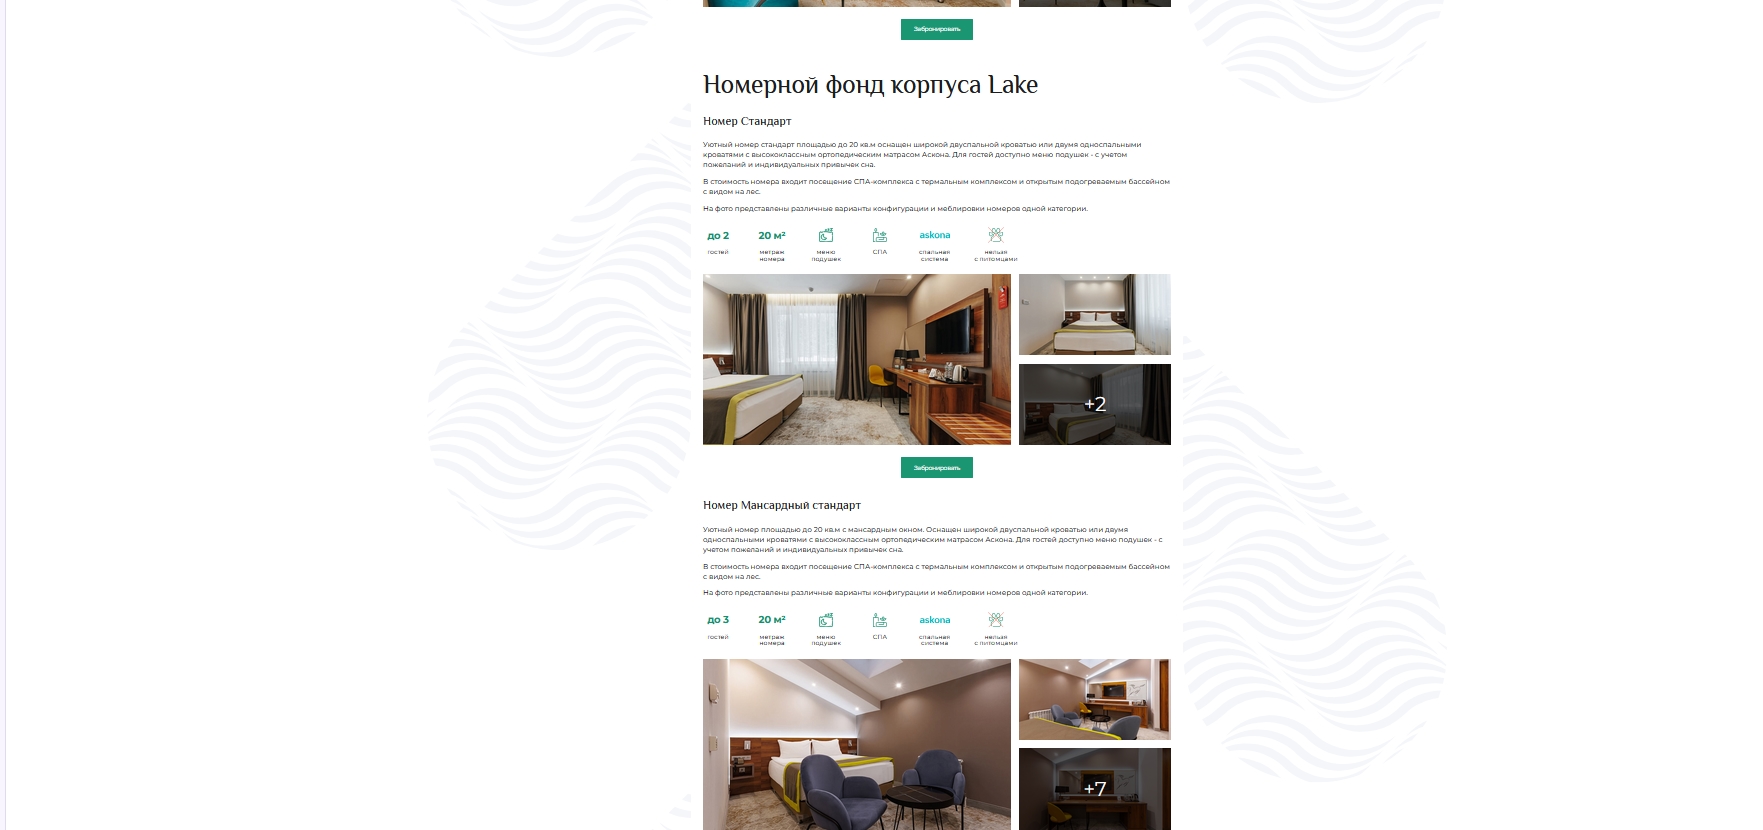 Забронировать
Номерной фонд корпуса Lake
Номер Стандарт
Уютный номер стандарт площадью до 20 кв.м оснащен широкой двуспальной кроватью или двумя односпальными
кроватями с высококлассным ортопедическим матрасом Аскона. Для гостей доступно меню подушек - с учетом
пожеланий и индивидуальных привычек сна.
В стоимость номера входит посещение СПА-комплекса с термальным комплексом и открытым подогреваемым бассейном
с видом на лес.
На фото представлены различные варианты конфигурации и меблировки номеров одной категории.
до 2 20 м² askona
гостей метраж меню СПА спальная нельзя
номера подушек система с питомцами
+2
Забронировать
Номер Мансардный стандарт
Уютный номер площадью до 20 кв.м с мансардным окном. Оснащен широкой двуспальной кроватью или двумя
односпальными кроватями с высококлассным ортопедическим матрасом Аскона. Для гостей доступно меню подушек - с
учетом пожеланий и индивидуальных привычек сна.
В стоимость номера входит посещение СПА-комплекса с термальным комплексом и открытым подогреваемым бассейном
с видом на лес.
На фото представлены различные варианты конфигурации и меблировки номеров одной категории.
до 3 20 м² askona
гостей метраж меню СПА спальная нельзя
номера подушек система с питомцами
+7